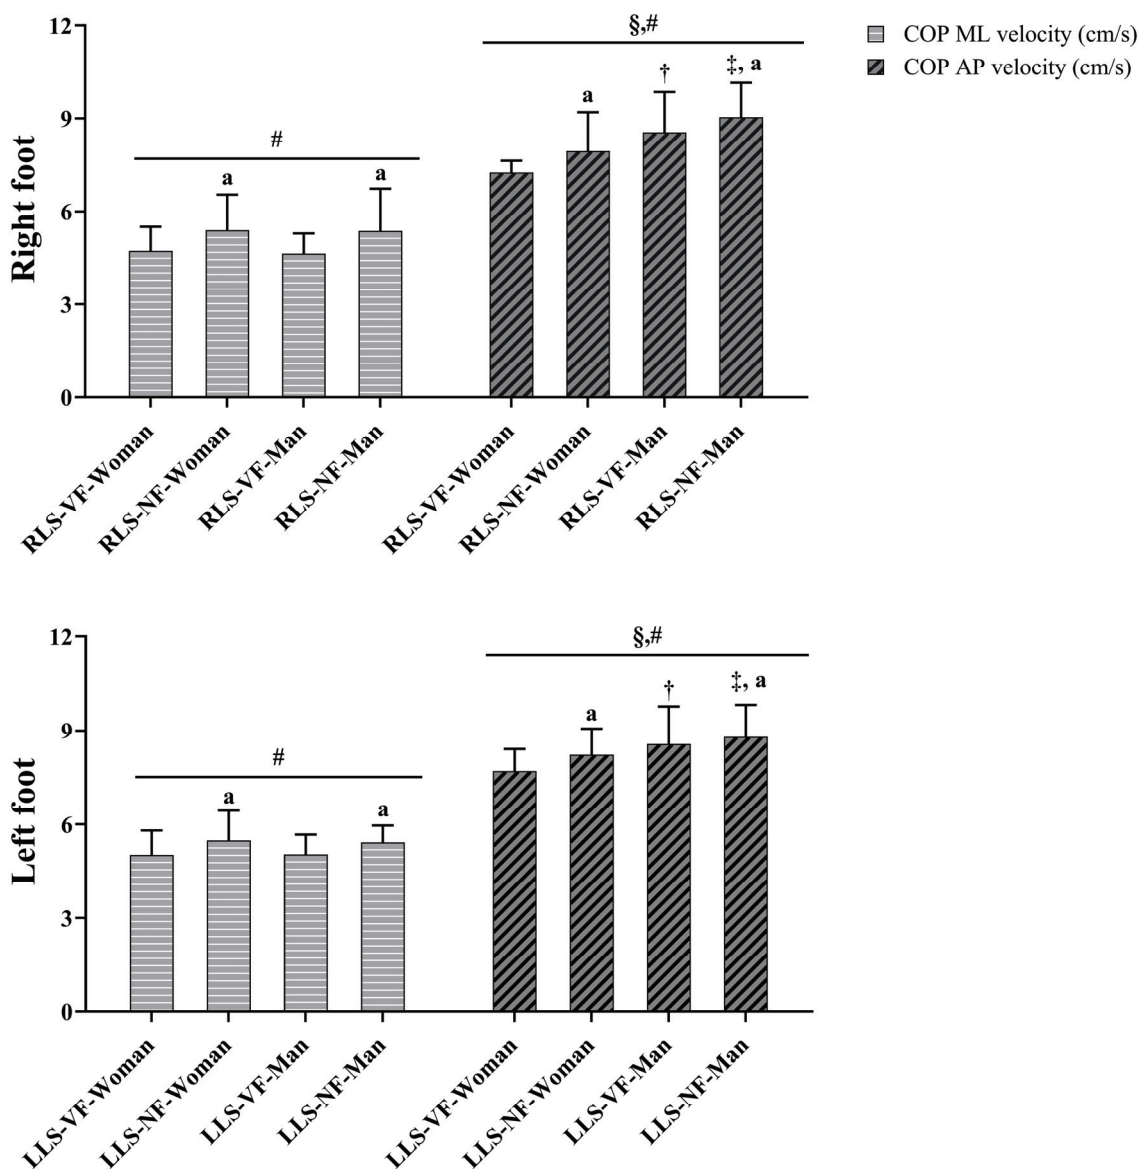 Right foot
12
9
6
3
0
#
a
a
§,#
a
†
‡, a
COP ML velocity (cm/s)
COP AP velocity (cm/s)
RLS-VF-Woman
RLS-NF-Woman
RLS-VF-Man
RLS-NF-Man
RLS-VF-Woman
RLS-NF-Woman
RLS-VF-Man
RLS-NF-Man
Left foot
12
9
6
3
0
#
a
a
§,#
a
†
‡, a
LLS-VF-Woman
LLS-NF-Woman
LLS-VF-Man
LLS-NF-Man
LLS-VF-Woman
LLS-NF-Woman
LLS-VF-Man
LLS-NF-Man